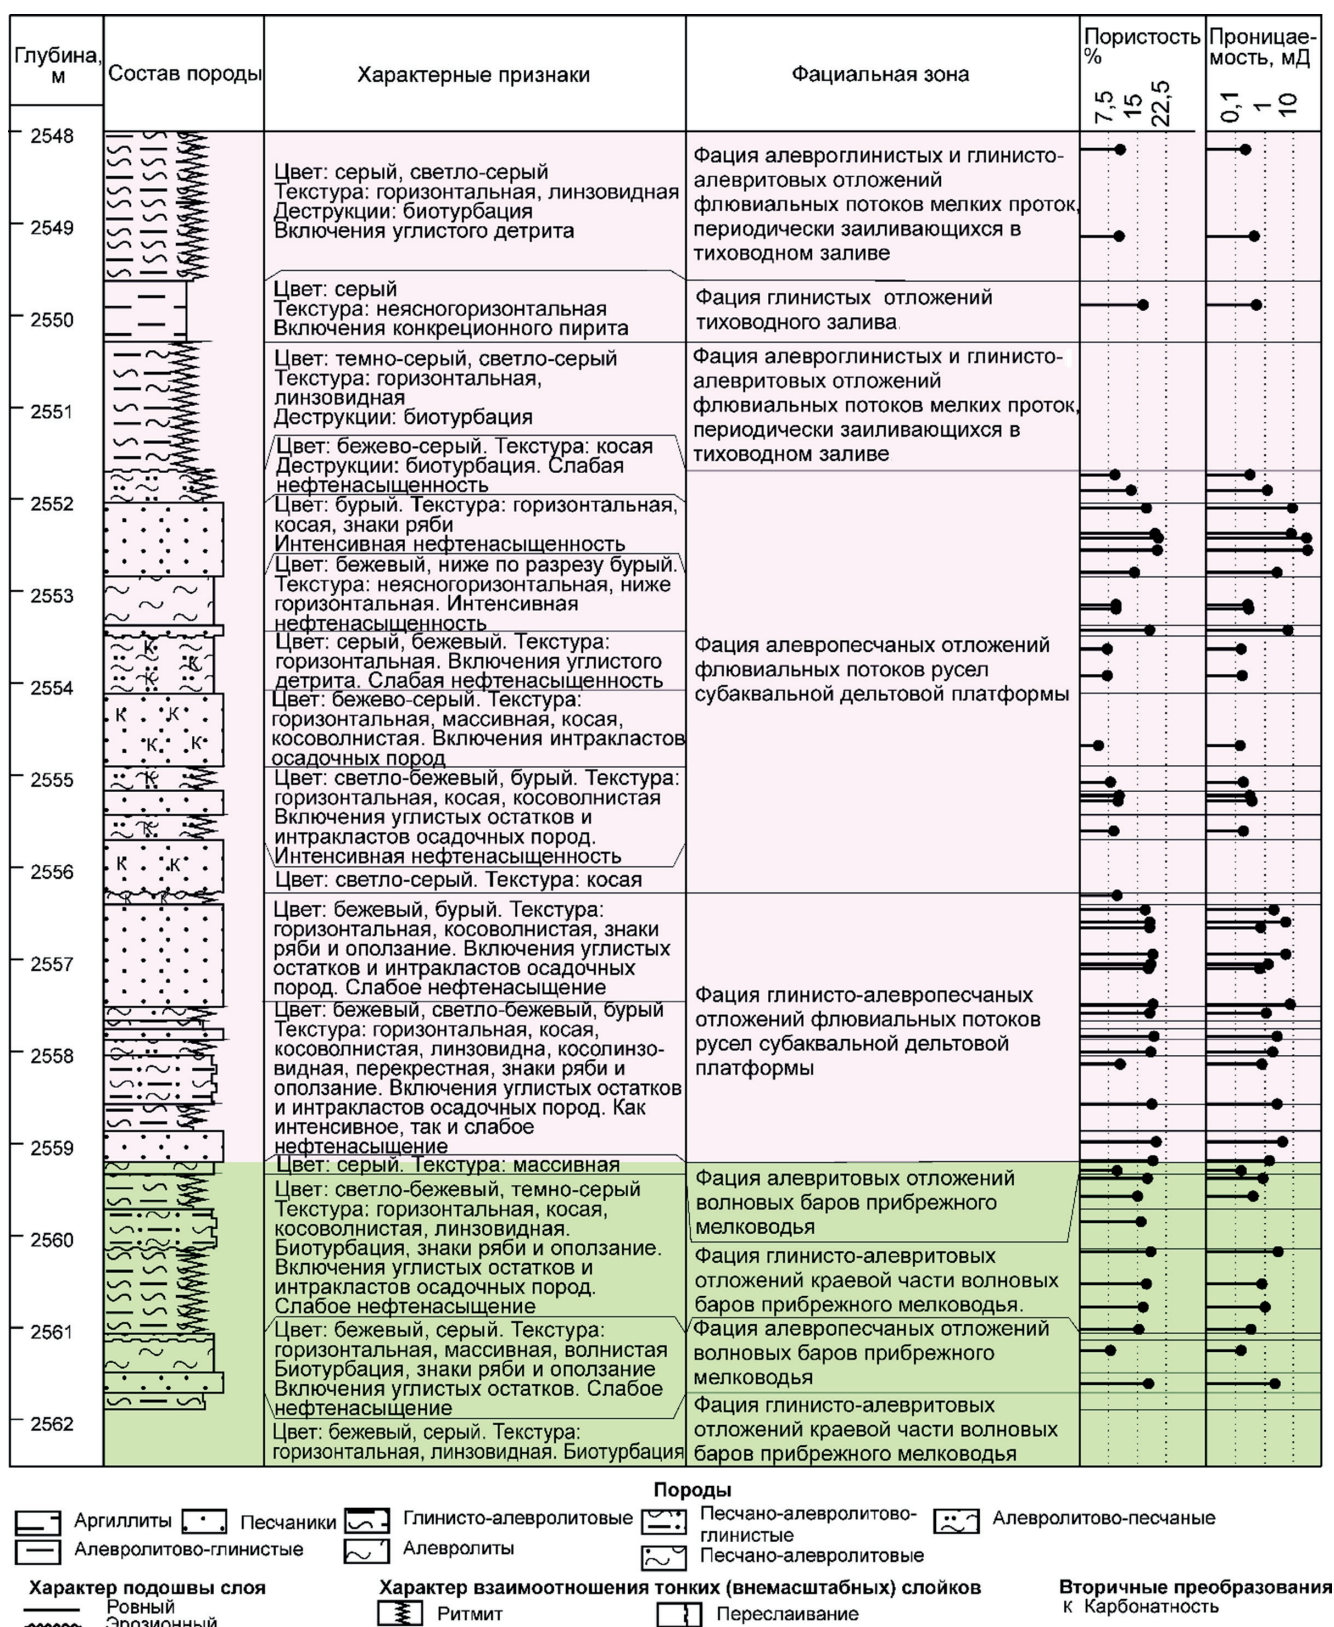 Глубина, м
Состав породы
Характерные признаки
Фациальная зона
Пористость %
7,5 15 22,5
Проницае-
мость, мД
0,1 1 10
2548
2549
2550
2551
2552
2553
2554
2555
2556
2557
2558
2559
2560
2561
2562
Цвет: серый, светло-серый
Текстура: горизонтальная, линзовидная
Деструкции: биотурбация
Включения углистого детрита
Цвет: серый
Текстура: неясногоризонтальная
Включения конкреционного пирита
Цвет: темно-серый, светло-серый
Текстура: горизонтальная,
линзовидная
Деструкции: биотурбация
Цвет: бежево-серый. Текстура: косая
Деструкции: биотурбация. Слабая
нефтенасыщенность
Цвет: бурый. Текстура: горизонтальная,
косая, знаки ряби
Интенсивная нефтенасыщенность
Цвет: бежевый, ниже по разрезу бурый.
Текстура: неясногоризонтальная, ниже
горизонтальная. Интенсивная
нефтенасыщенность
Цвет: серый, бежевый. Текстура:
горизонтальная. Включения углистого
детрита. Слабая нефтенасыщенность
Цвет: бежево-серый. Текстура:
горизонтальная, массивная, косая,
косоволнистая. Включения интракластов
осадочных пород
Цвет: светло-бежевый, бурый. Текстура:
горизонтальная, косая, косоволнистая
Включения углистых остатков и
интракластов осадочных пород.
Интенсивная нефтенасыщенность
Цвет: светло-серый. Текстура: косая
Цвет: бежевый, бурый. Текстура:
горизонтальная, косоволнистая, знаки
ряби и оползание. Включения углистых
остатков и интракластов осадочных
пород. Слабое нефтенасыщение
Цвет: бежевый, светло-бежевый, бурый
Текстура: горизонтальная, косая,
косоволнистая, линзовидна, косолинзо-
видная, перекрестная, знаки ряби и
оползание. Включения углистых остатков
и интракластов осадочных пород. Как
интенсивное, так и слабое
нефтенасыщение
Цвет: серый. Текстура: массивная
Цвет: светло-бежевый, темно-серый
Текстура: горизонтальная, косая,
косоволнистая, линзовидная.
Биотурбация, знаки ряби и оползание.
Включения углистых остатков и
интракластов осадочных пород.
Слабое нефтенасыщение
Цвет: бежевый, серый. Текстура:
горизонтальная, массивная, волнистая
Биотурбация, знаки ряби и оползание
Включения углистых остатков. Слабое
нефтенасыщение
Цвет: бежевый, серый. Текстура:
горизонтальная, линзовидная. Биотурбация
Фация алевроглинистых и глинисто-
алевритовых отложений
флювиальных потоков мелких проток,
периодически заиливающихся в
тиховодном заливе
Фация глинистых отложений
тиховодного залива.
Фация алевроглинистых и глинисто-
алевритовых отложений
флювиальных потоков мелких проток,
периодически заиливающихся в
тиховодном заливе
Фация алевропесчаных отложений
флювиальных потоков русел
субаквальной дельтовой платформы
Фация глинисто-алевропесчаных
отложений флювиальных потоков
русел субаквальной дельтовой
платформы
Фация алевритовых отложений
волновых баров прибрежного
мелководья
Фация глинисто-алевритовых
отложений краевой части волновых
баров прибрежного мелководья.
Фация алевропесчаных отложений
волновых баров прибрежного
мелководья
Фация глинисто-алевритовых
отложений краевой части волновых
баров прибрежного мелководья
Породы
Аргиллиты
Песчаники
Глинисто-алевролитовые
Песчано-алевролитово-
глинистые
Алевролитово-песчаные
Алевролитово-глинистые
Алевролиты
Песчано-алевролитовые
Характер подошвы слоя
Ровный
Эрозионный
Характер взаимоотношения тонких (внемасштабных) слойков
Ритмит
Переслаивание
Вторичные преобразования
К Карбонатность